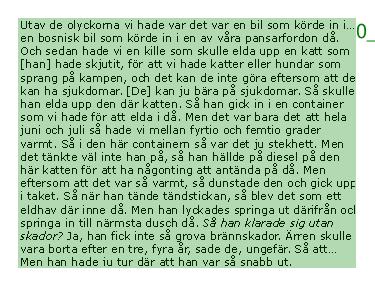 Utav de olyckorna vi hade var det var en bil som körde in i...
en bosnisk bil som körde in i en av våra pansarfordon då.
Och sedan hade vi en kille som skulle elda upp en katt som
[han] hade skjutit, för att vi hade katter eller hundar som
sprang på kampen, och det kan de inte göra eftersom att de
kan ha sjukdomar. [De] kan ju bära på sjukdomar. Så skulle
han elda upp den där katten. Så han gick in i en container
som vi hade för att elda i då. Men det var bara det att hela
juni och juli så hade vi mellan fyrtio och femtio grader
varmt. Så i den här containern så var det ju stekhett. Men
det tänkte väl inte han på, så han hällde på diesel på den
här katten för att ha någonting att antända på då. Men
eftersom att det var så varmt, så dunstade den och gick upp
i taket. Så när han tände tändstickan, så blev det som ett
eldhav där inne då. Men han lyckades springa ut därifrån och
springa in till närmsta dusch då. Så han klarade sig utan
skador? Ja, han fick inte så grova brännskador. Ärren skulle
vara borta efter en tre, fyra år, sade de, ungefär. Så att...
Men han hade iu tur där att han var så snabb ut.
0_